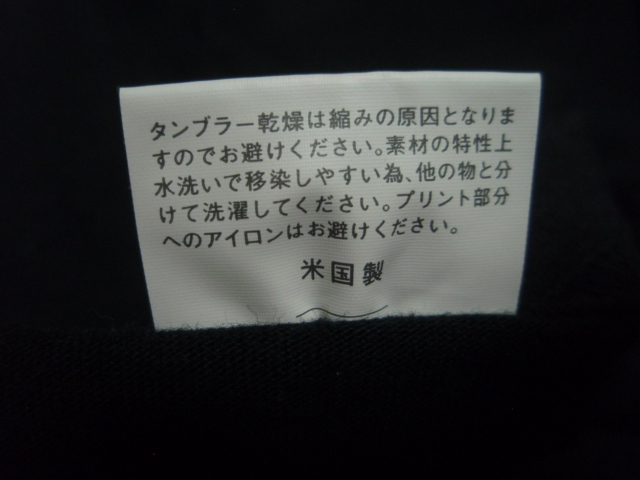 タンブラー乾燥は縮みの原因となりま
すのでお避けください。素材の特性上
水洗いで移染しやすい為、他の物と分
けて洗濯してください。プリント部分
へのアイロンはお避けください。
米国製